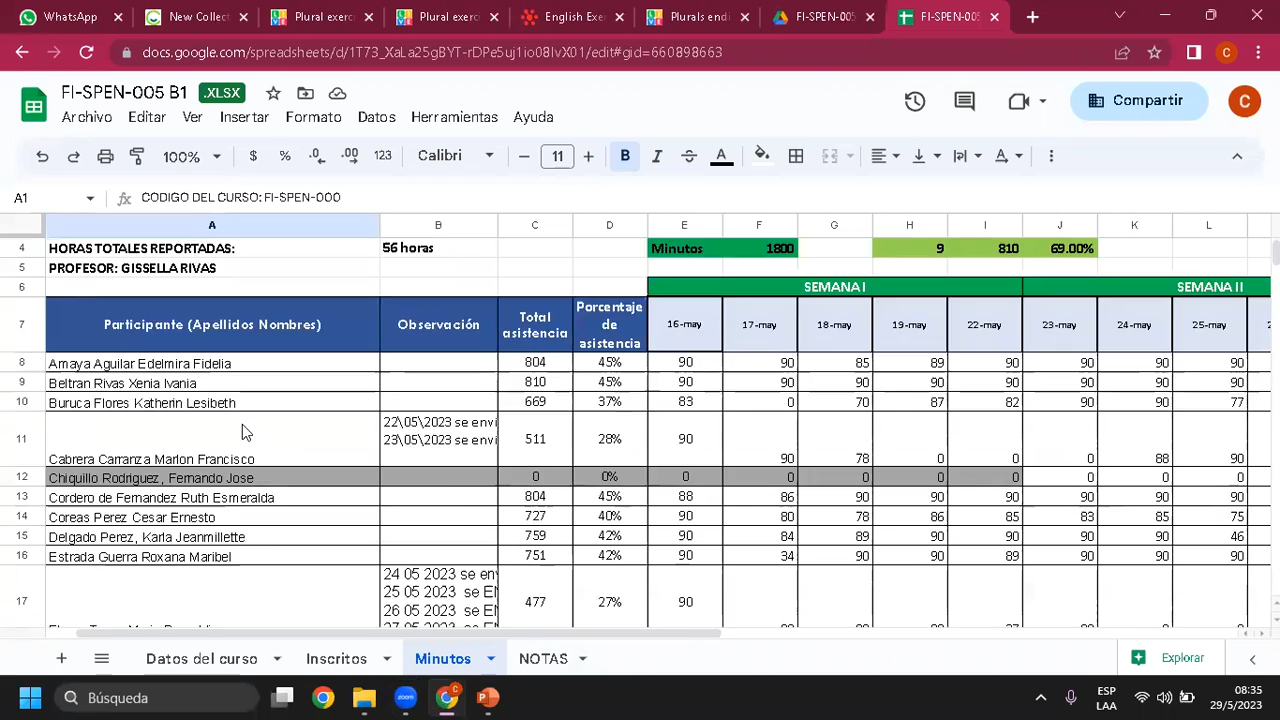 WhatsApp
New Collect
Plural exerc
Plural exerci
English Exe
Plurals endi
FI-SPEN-005
FI-SPEN-005
docs.google.com/spreadsheets/d/1T73_XaLa25gBYT-rDPe5uj1io08IvX01/edit#gid=660898663
C
FI-SPEN-005 B1
.XLSX
Compartir
C
Archivo Editar Ver Insertar Formato Datos Herramientas Ayuda
100% $ % .0 .00 123 Calibri − 11 + B I S A
A1 fx CODIGO DEL CURSO: FI-SPEN-000
A B C D E F G H I J K L
4 HORAS TOTALES REPORTADAS: 56 horas Minutos 1800 9 810 69.00%
5 PROFESOR: GISSELLA RIVAS
6 SEMANA I SEMANA II
7 Participante (Apellidos Nombres) Observación Total asistencia Porcentaje de asistencia 16-may 17-may 18-may 19-may 22-may 23-may 24-may 25-may
8 Amaya Aguilar Edelmira Fidelia 804 45% 90 90 85 89 90 90 90 90
9 Beltran Rivas Xenia Ivania 810 45% 90 90 90 90 90 90 90 90
10 Buruca Flores Katherin Lesibeth 669 37% 83 0 70 87 82 90 90 77
22\05\2023 se envi
23\05\2023 se envi
11 Cabrera Carranza Marlon Francisco 511 28% 90 90 78 0 0 0 88 90
12 Chiquillo Rodriguez, Fernando Jose 0 0% 0 0 0 0 0 0 0 0
13 Cordero de Fernandez Ruth Esmeralda 804 45% 88 86 90 90 90 90 90 90
14 Coreas Perez Cesar Ernesto 727 40% 90 80 78 86 85 83 85 75
15 Delgado Perez, Karla Jeanmillette 759 42% 90 84 89 90 90 90 90 46
16 Estrada Guerra Roxana Maribel 751 42% 90 34 90 90 89 90 90 90
24 05 2023 se env
25 05 2023 se EN
26 05 2023 se EN
17 477 27% 90
Datos del curso Inscritos Minutos NOTAS Explorar
Búsqueda
zoom
ESP
LAA
08:35
29/5/2023